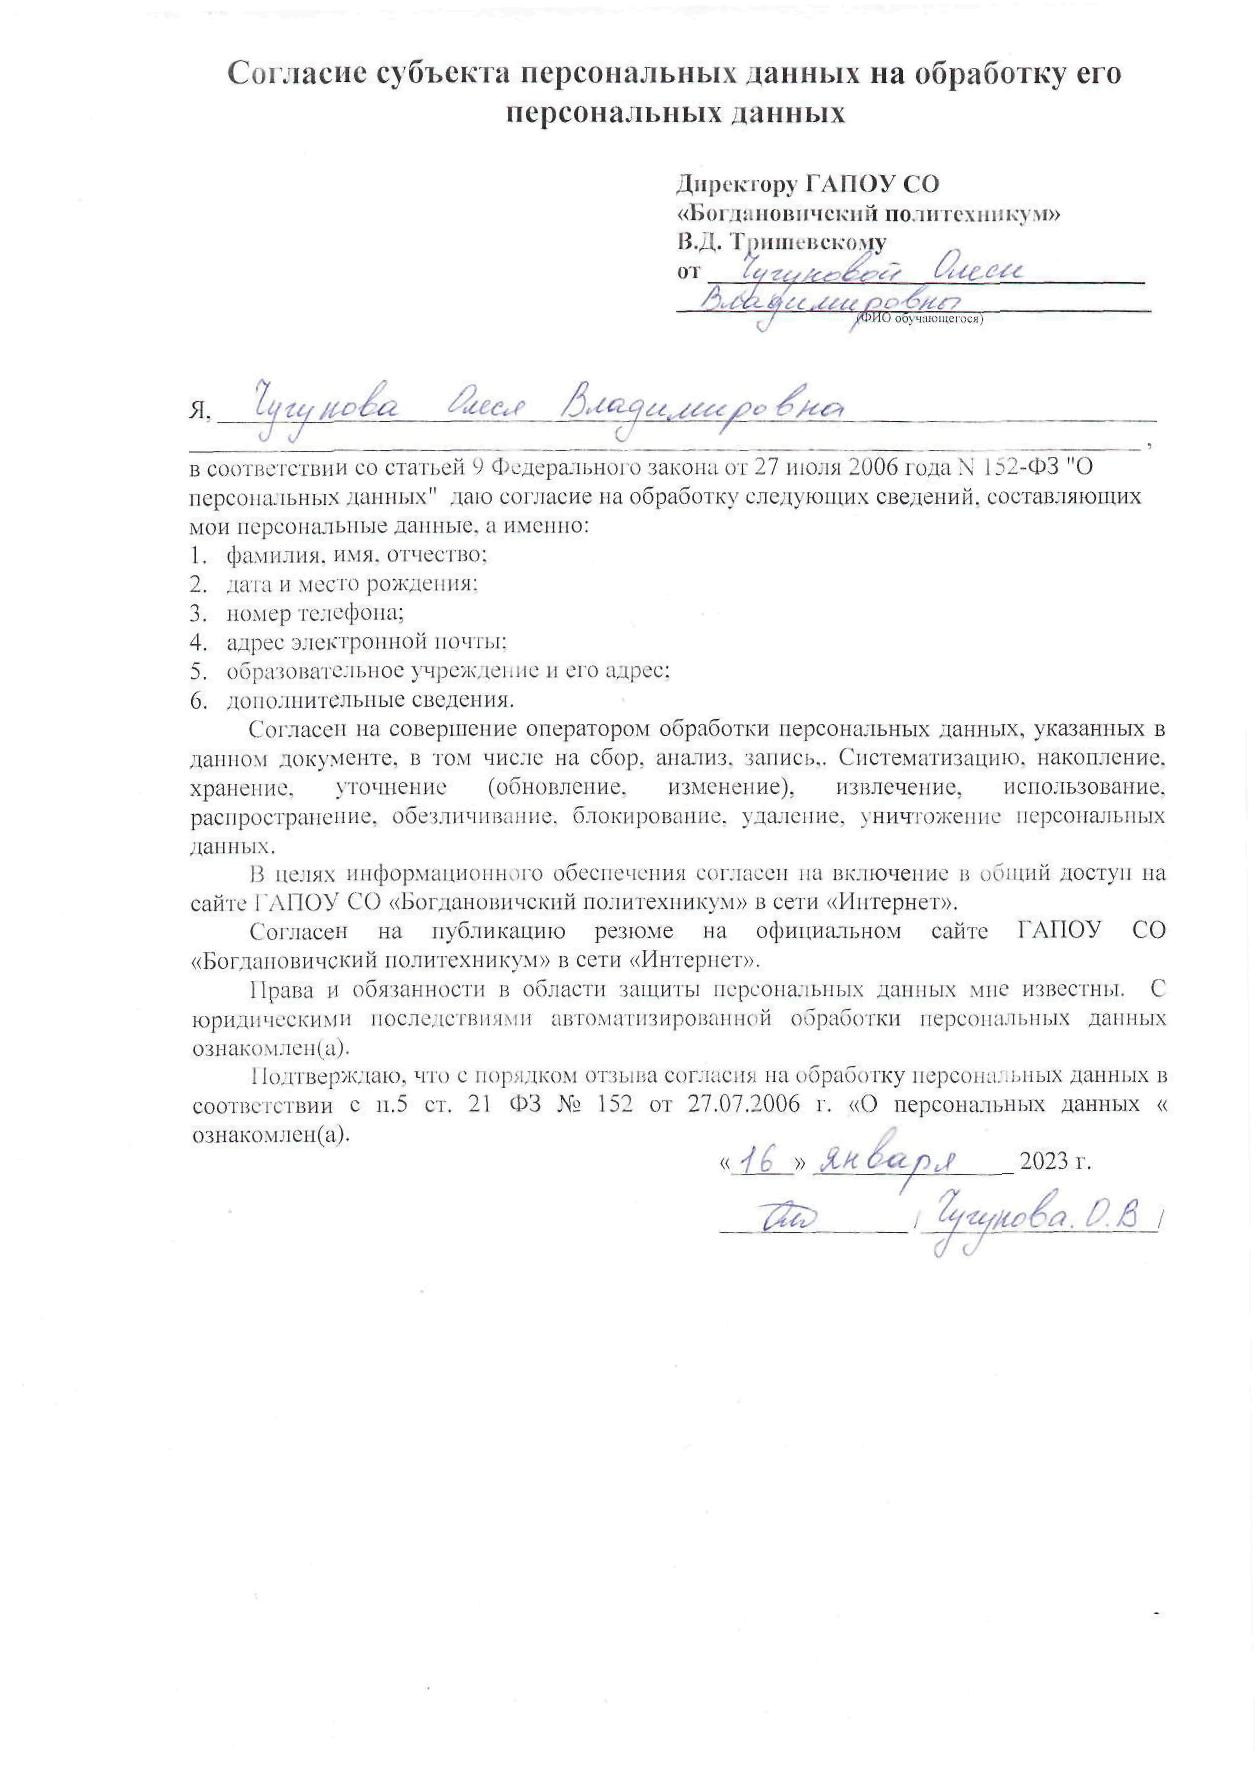 Согласие субъекта персональных данных на обработку его
персональных данных
Директору ГАПОУ СО
«Богдановичский политехникум»
В.Д. Тришевскому
от Чугуновой Олеси
Владимировны
(ФИО обучающегося)
Я, Чугунова Олеся Владимировна
,
в соответствии со статьей 9 Федерального закона от 27 июля 2006 года N 152-ФЗ "О
персональных данных" даю согласие на обработку следующих сведений, составляющих
мои персональные данные, а именно:
1. фамилия, имя, отчество;
2. дата и место рождения;
3. номер телефона;
4. адрес электронной почты;
5. образовательное учреждение и его адрес;
6. дополнительные сведения.
Согласен на совершение оператором обработки персональных данных, указанных в
данном документе, в том числе на сбор, анализ, запись,. Систематизацию, накопление,
хранение, уточнение (обновление, изменение), извлечение, использование,
распространение, обезличивание, блокирование, удаление, уничтожение персональных
данных.
В целях информационного обеспечения согласен на включение в общий доступ на
сайте ГАПОУ СО «Богдановичский политехникум» в сети «Интернет».
Согласен на публикацию резюме на официальном сайте ГАПОУ СО
«Богдановичский политехникум» в сети «Интернет».
Права и обязанности в области защиты персональных данных мне известны. С
юридическими последствиями автоматизированной обработки персональных данных
ознакомлен(а).
Подтверждаю, что с порядком отзыва согласия на обработку персональных данных в
соответствии с п.5 ст. 21 ФЗ № 152 от 27.07.2006 г. «О персональных данных «
ознакомлен(а).
«16» января 2023 г.
/ Чугунова. О.В /